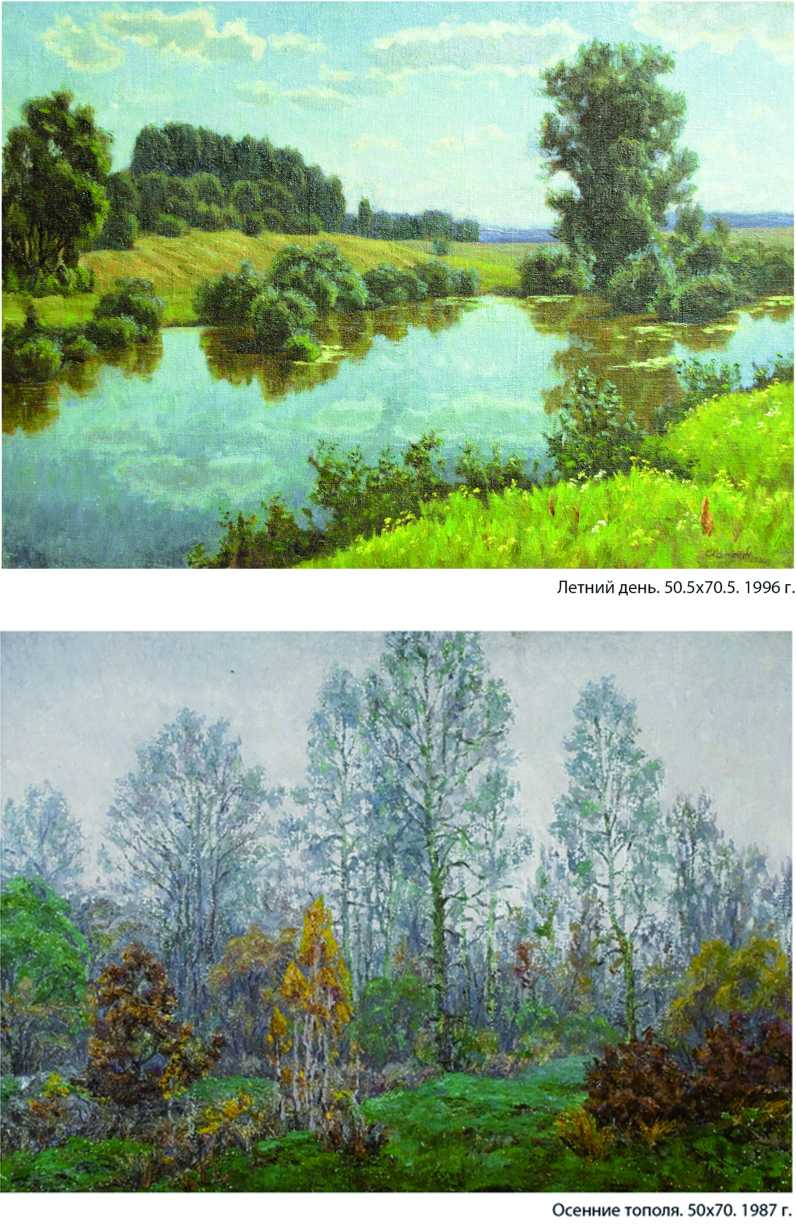 Летний день. 50.5х70.5. 1996 г.
Осенние тополя. 50х70. 1987 г.